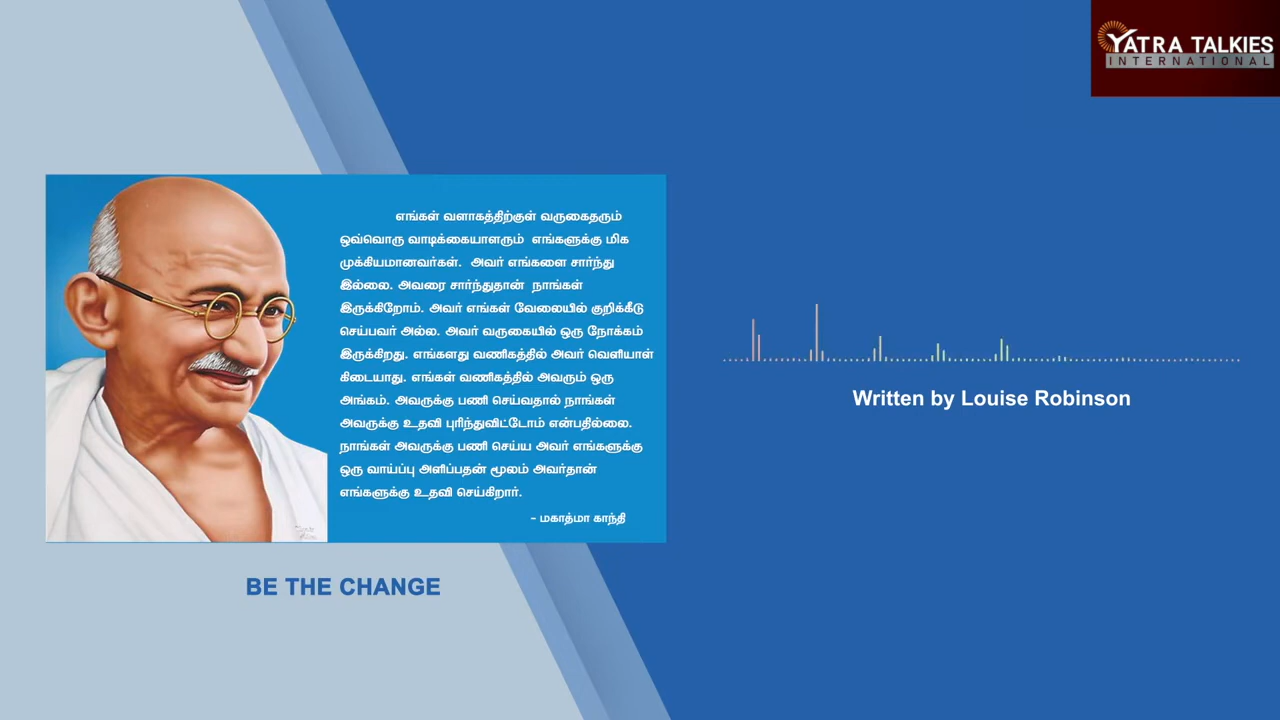 YATRA TALKIES
INTERNATIONAL
எங்கள் வளாகத்திற்குள் வருகைதரும்
ஒவ்வொரு வாடிக்கையாளரும் எங்களுக்கு மிக
முக்கியமானவர்கள். அவர் எங்களை சார்ந்து
இல்லை. அவரை சார்ந்துதான் நாங்கள்
இருக்கிறோம். அவர் எங்கள் வேலையில் குறிக்கீடு
செய்பவர் அல்ல. அவர் வருகையில் ஒரு நோக்கம்
இருக்கிறது. எங்களது வணிகத்தில் அவர் வெளியாள்
கிடையாது. எங்கள் வணிகத்தில் அவரும் ஒரு
அங்கம். அவருக்கு பணி செய்வதால் நாங்கள்
அவருக்கு உதவி புரிந்துவிட்டோம் என்பதில்லை.
நாங்கள் அவருக்கு பணி செய்ய அவர் எங்களுக்கு
ஒரு வாய்ப்பு அளிப்பதன் மூலம் அவர்தான்
எங்களுக்கு உதவி செய்கிறார்.
- மகாத்மா காந்தி
Written by Louise Robinson
BE THE CHANGE